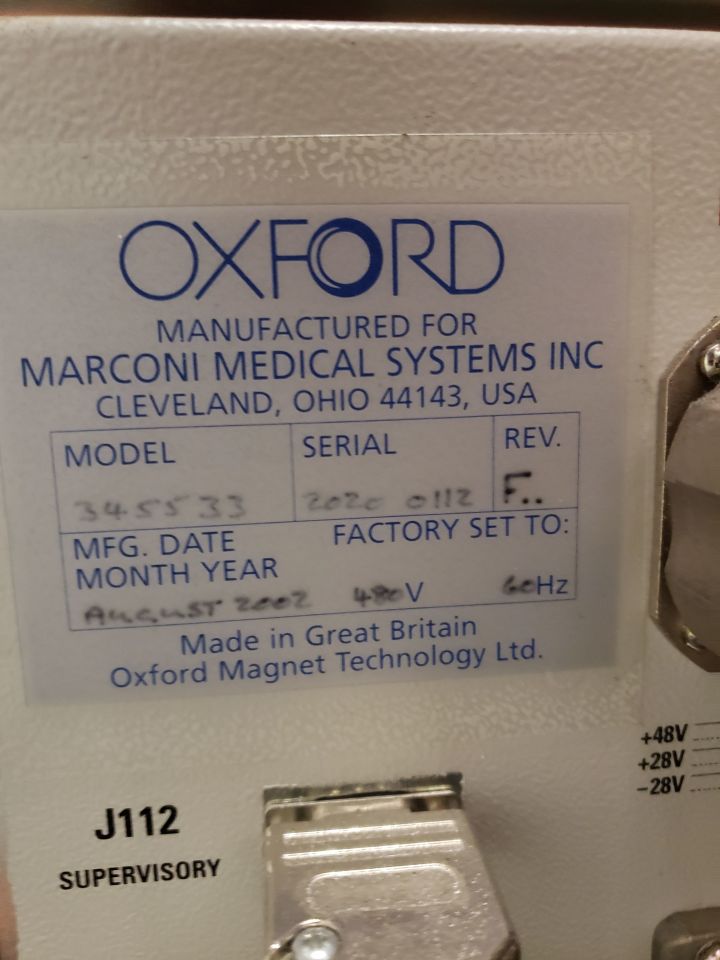 OXFORD
MANUFACTURED FOR
MARCONI MEDICAL SYSTEMS INC
CLEVELAND, OHIO 44143, USA
MODEL SERIAL REV.
345533 2020 0112 F..
MFG. DATE FACTORY SET TO:
MONTH YEAR
AUGUST 2002 480V 60Hz
Made in Great Britain
Oxford Magnet Technology Ltd.
+48V
+28V
-28V
J112
SUPERVISORY